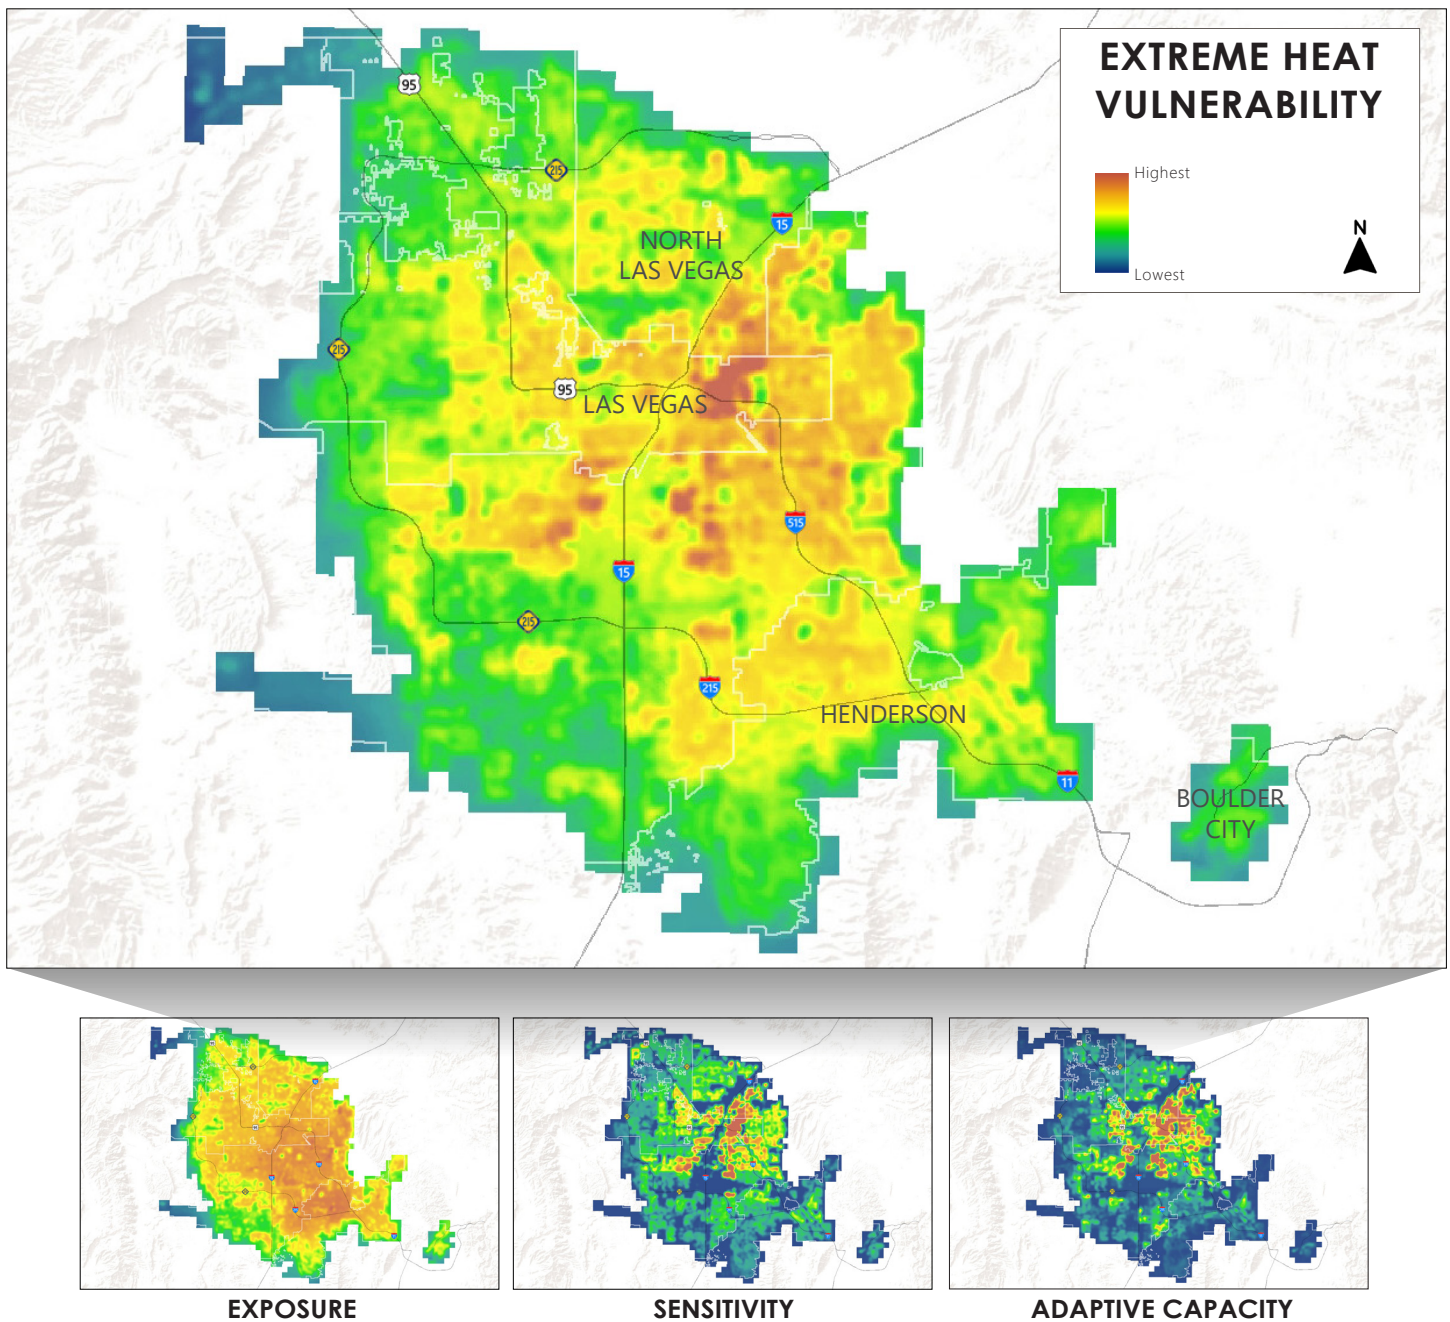 EXTREME HEAT
VULNERABILITY
Highest
Lowest
N
95
215
15
NORTH
LAS VEGAS
215
95
LAS VEGAS
515
15
215
215
HENDERSON
11
BOULDER
CITY
EXPOSURE
SENSITIVITY
ADAPTIVE CAPACITY